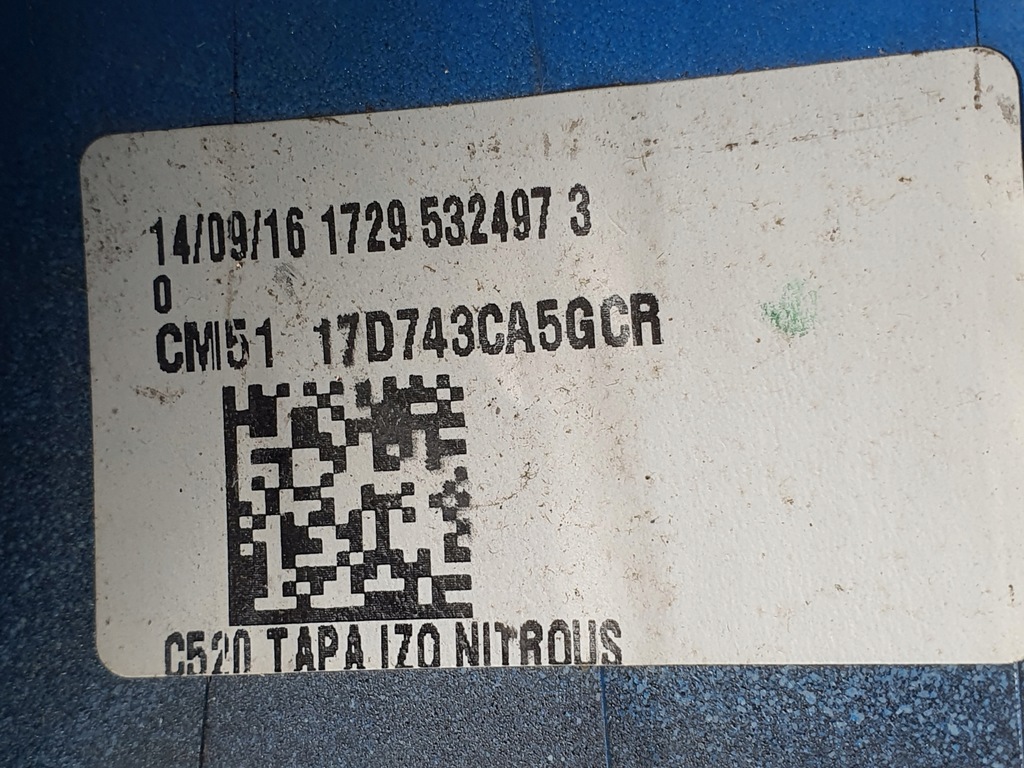 14/09/16 1729 532497 3
0
CM51 17D743CA5GCR
C520 TAPA IZQ NITROUS